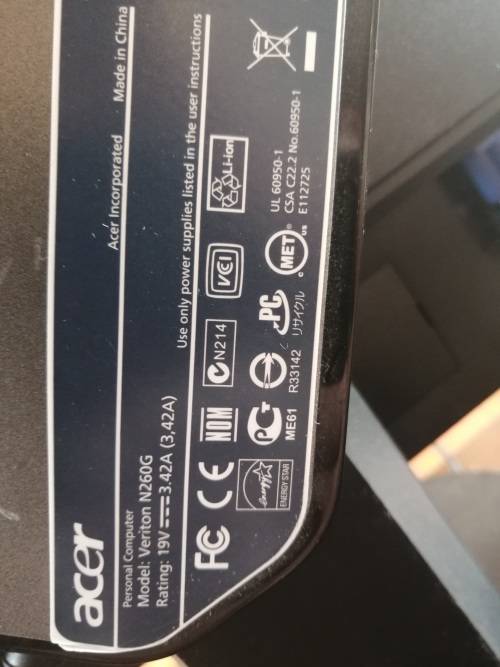 acer
Personal Computer
Model: Veriton N260G
Rating: 19V 3.42A (3,42A)
Acer Incorporated
Made in China
Use only power supplies listed in the user instructions
FC CE NOM N214 VCI Li-ion
ENERGY STAR
ME61
R33142
PC
リサイクル
c MET us
UL 60950-1
CSA C22.2 No.60950-1
E112725